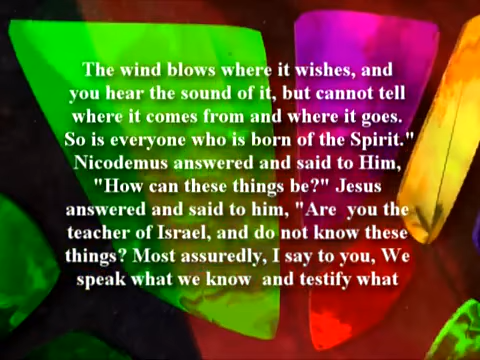 The wind blows where it wishes, and
you hear the sound of it, but cannot tell
where it comes from and where it goes.
So is everyone who is born of the Spirit."
Nicodemus answered and said to Him,
"How can these things be?" Jesus
answered and said to him, "Are  you the
teacher of Israel, and do not know these
things? Most assuredly, I say to you, We
speak what we know  and testify what